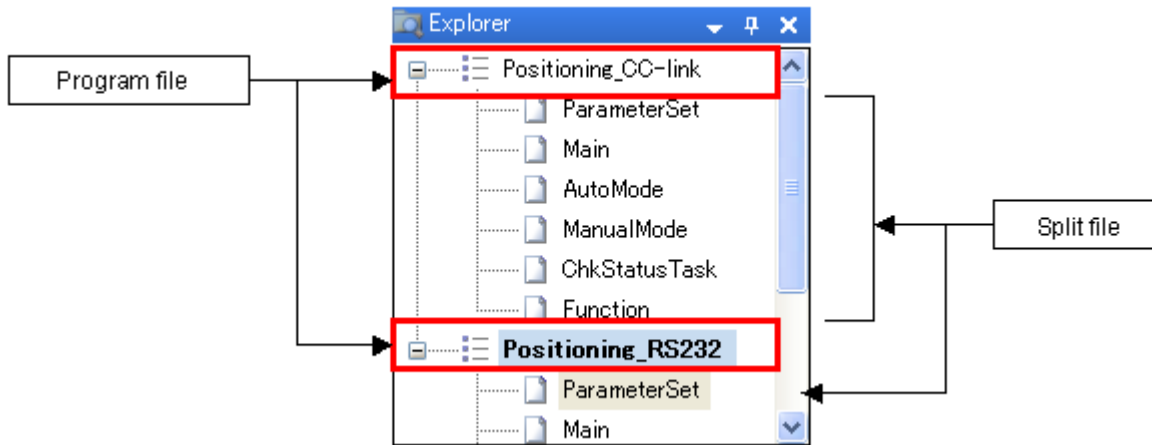 Explorer
Program file
Positioning_CC-link
ParameterSet
Main
AutoMode
ManualMode
ChkStatusTask
Function
Split file
Positioning_RS232
ParameterSet
Main